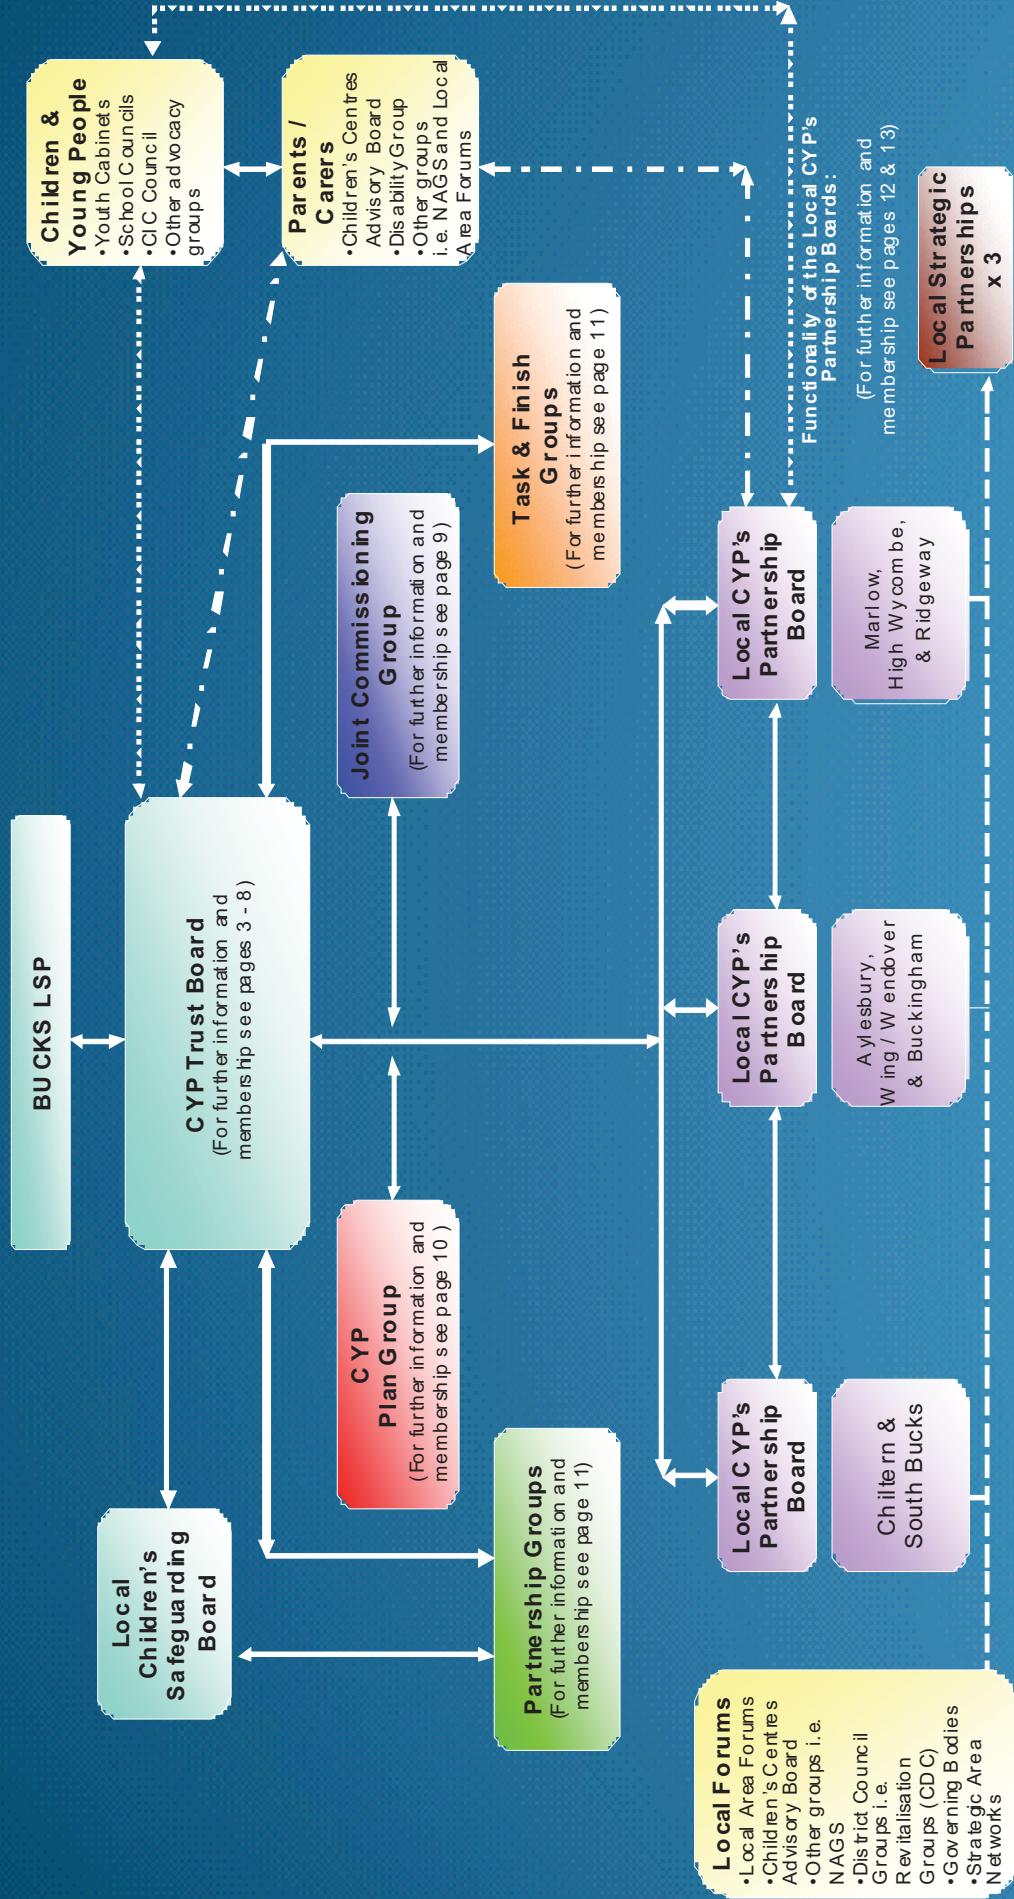 BUCKS LSP
CYP Trust Board
(For further information and
membership see pages 3 - 8)
Local
Children's
Safeguarding
Board
Children &
Young People
•Youth Cabinets
•School Councils
•CIC Council
•Other advocacy
groups
Parents /
Carers
•Children's Centres
Advisory Board
•Disability Group
•Other groups
i.e. NAGS and Local
Area Forums
CYP
Plan Group
(For further information and
membership see page 10 )
Joint Commissioning
Group
(For further information and
membership see page 9)
Partnership Groups
(For further information and
membership see page 11)
Task & Finish
Groups
(For further information and
membership see page 11)
Local CYP's
Partnership
Board
Chiltern &
South Bucks
Local CYP's
Partnership
Board
Aylesbury,
Wing / Wendover
& Buckingham
Local CYP's
Partnership
Board
Marlow,
High Wycombe,
& Ridgeway
Functionality of the Local CYP's
Partnership Boards:
(For further information and
membership see pages 12 & 13)
Local Forums
•Local Area Forums
•Children's Centres
Advisory Board
•Other groups i.e.
NAGS
•District Council
Groups i.e.
Revitalisation
Groups (CDC)
•Governing Bodies
•Strategic Area
Networks
Local Strategic
Partnerships
x 3